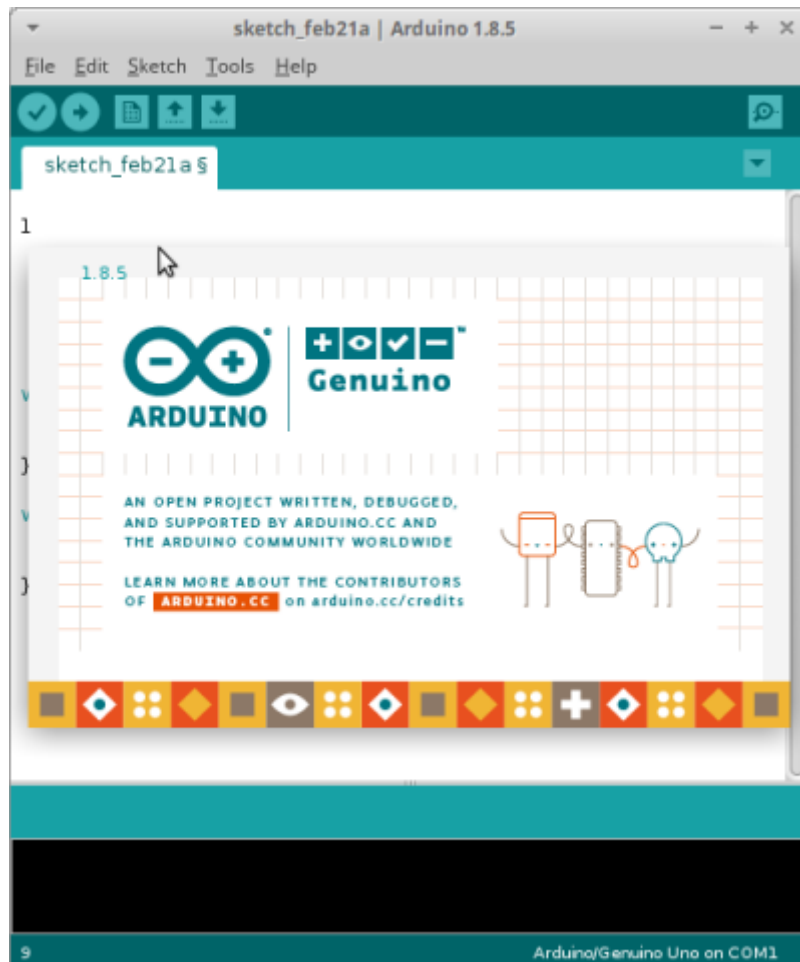 sketch_feb21a | Arduino 1.8.5
File Edit Sketch Tools Help
sketch_feb21a §
l
1.8.5
ARDUINO
Genuino™
v
}
v
}
AN OPEN PROJECT WRITTEN, DEBUGGED,
AND SUPPORTED BY ARDUINO.CC AND
THE ARDUINO COMMUNITY WORLDWIDE
LEARN MORE ABOUT THE CONTRIBUTORS
OF ARDUINO.CC on arduino.cc/credits
9
Arduino/Genuino Uno on COM1